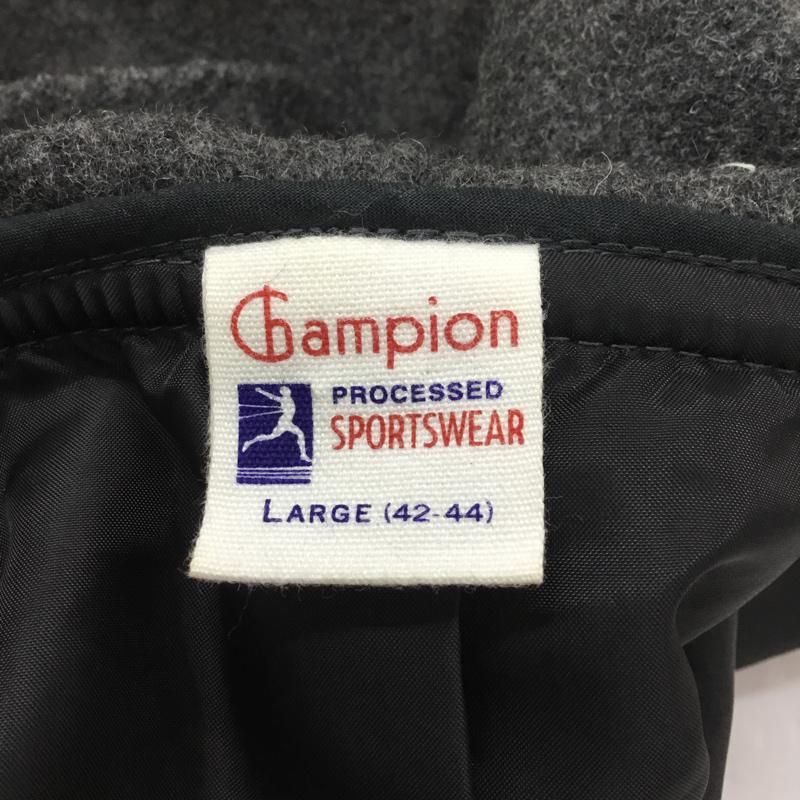 Champion
PROCESSED
SPORTSWEAR
LARGE (42-44)